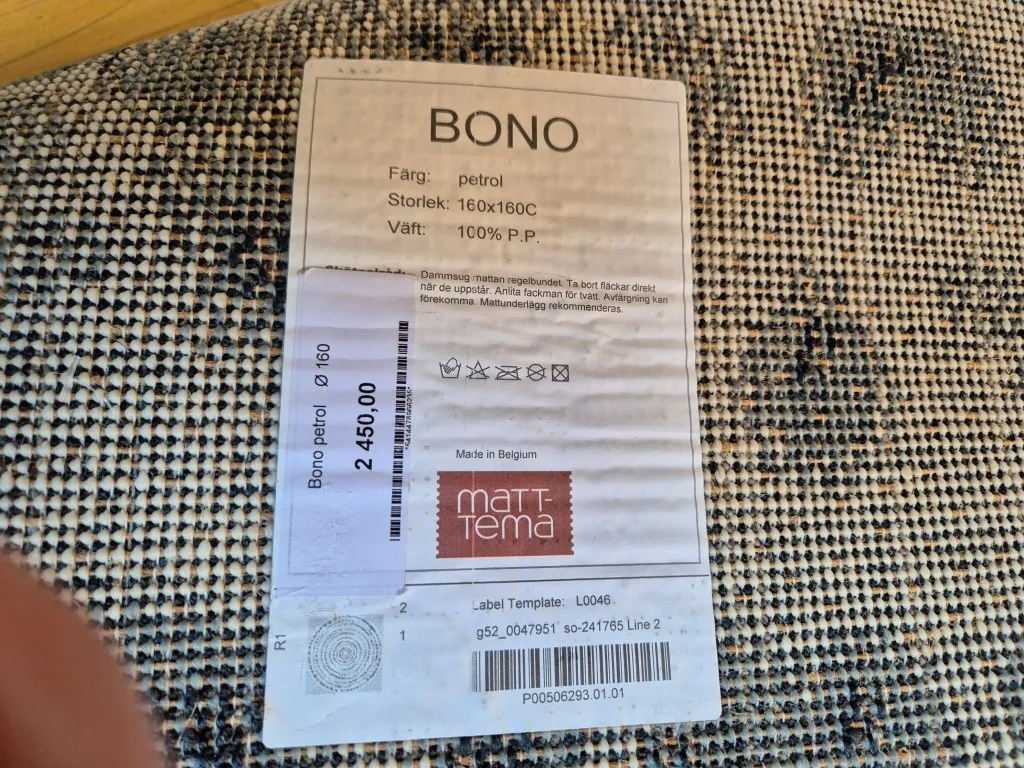 BONO
Färg: petrol
Storlek: 160x160C
Väft: 100% P.P.
Dammsug mattan regelbundet. Ta bort fläckar direkt
när de uppstår. Anlita fackman för tvätt. Avfärgning kan
förekomma. Mattunderlägg rekommenderas.
Bono petrol Ø 160
2 450,00
Made in Belgium
maTT-
Tema
R1
2
1
Label Template: L0046
g52_0047951 so-241765 Line 2
P00506293.01.01